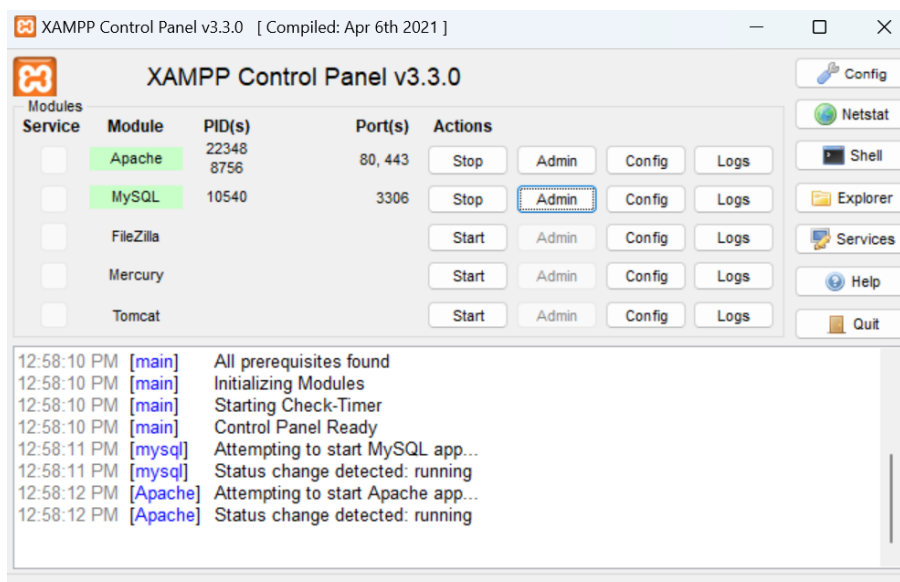 XAMPP Control Panel v3.3.0 [ Compiled: Apr 6th 2021 ]
XAMPP Control Panel v3.3.0
Config
Modules
Service Module PID(s) Port(s) Actions
Netstat
Apache 22348 8756 80, 443 Stop Admin Config Logs
Shell
MySQL 10540 3306 Stop Admin Config Logs
Explorer
FileZilla Start Admin Config Logs
Services
Mercury Start Admin Config Logs
Help
Tomcat Start Admin Config Logs
Quit
12:58:10 PM [main] All prerequisites found
12:58:10 PM [main] Initializing Modules
12:58:10 PM [main] Starting Check-Timer
12:58:10 PM [main] Control Panel Ready
12:58:11 PM [mysql] Attempting to start MySQL app...
12:58:11 PM [mysql] Status change detected: running
12:58:12 PM [Apache] Attempting to start Apache app...
12:58:12 PM [Apache] Status change detected: running